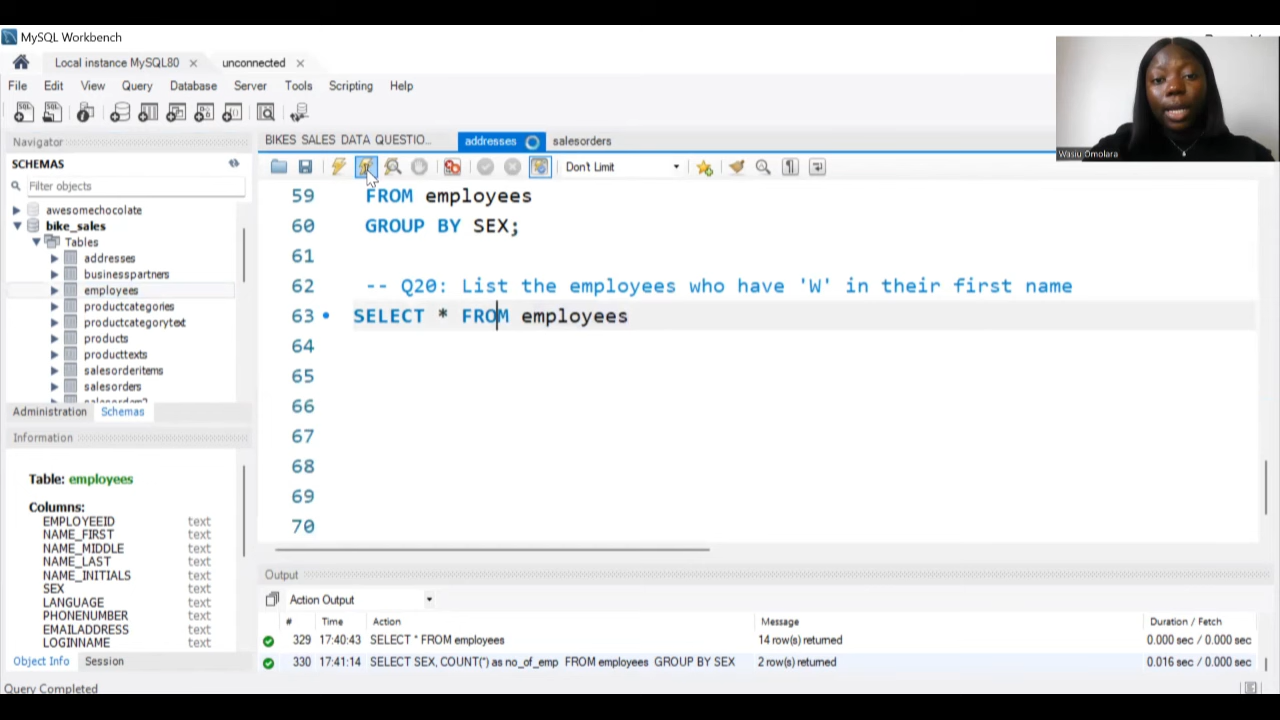 MySQL Workbench
Local instance MySQL80
unconnected
File Edit View Query Database Server Tools Scripting Help
Wasiu Omolara
Navigator
SCHEMAS
Filter objects
awesomechocolate
bike_sales
Tables
addresses
businesspartners
employees
productcategories
productcategorytext
products
producttexts
salesorderitems
salesorders
Administration Schemas
Information
Table: employees
Columns:
EMPLOYEEID text
NAME_FIRST text
NAME_MIDDLE text
NAME_LAST text
NAME_INITIALS text
SEX text
LANGUAGE text
PHONENUMBER text
EMAILADDRESS text
LOGINNAME text
Object Info Session
Query Completed
BIKES SALES DATA QUESTIO... addresses salesorders
Don't Limit
59 FROM employees
60 GROUP BY SEX;
61
62 -- Q20: List the employees who have 'W' in their first name
63 SELECT * FROM employees
64
65
66
67
68
69
70
Output
Action Output
# Time Action Message Duration / Fetch
329 17:40:43 SELECT * FROM employees 14 row(s) returned 0.000 sec / 0.000 sec
330 17:41:14 SELECT SEX, COUNT(*) as no_of_emp FROM employees GROUP BY SEX 2 row(s) returned 0.016 sec / 0.000 sec